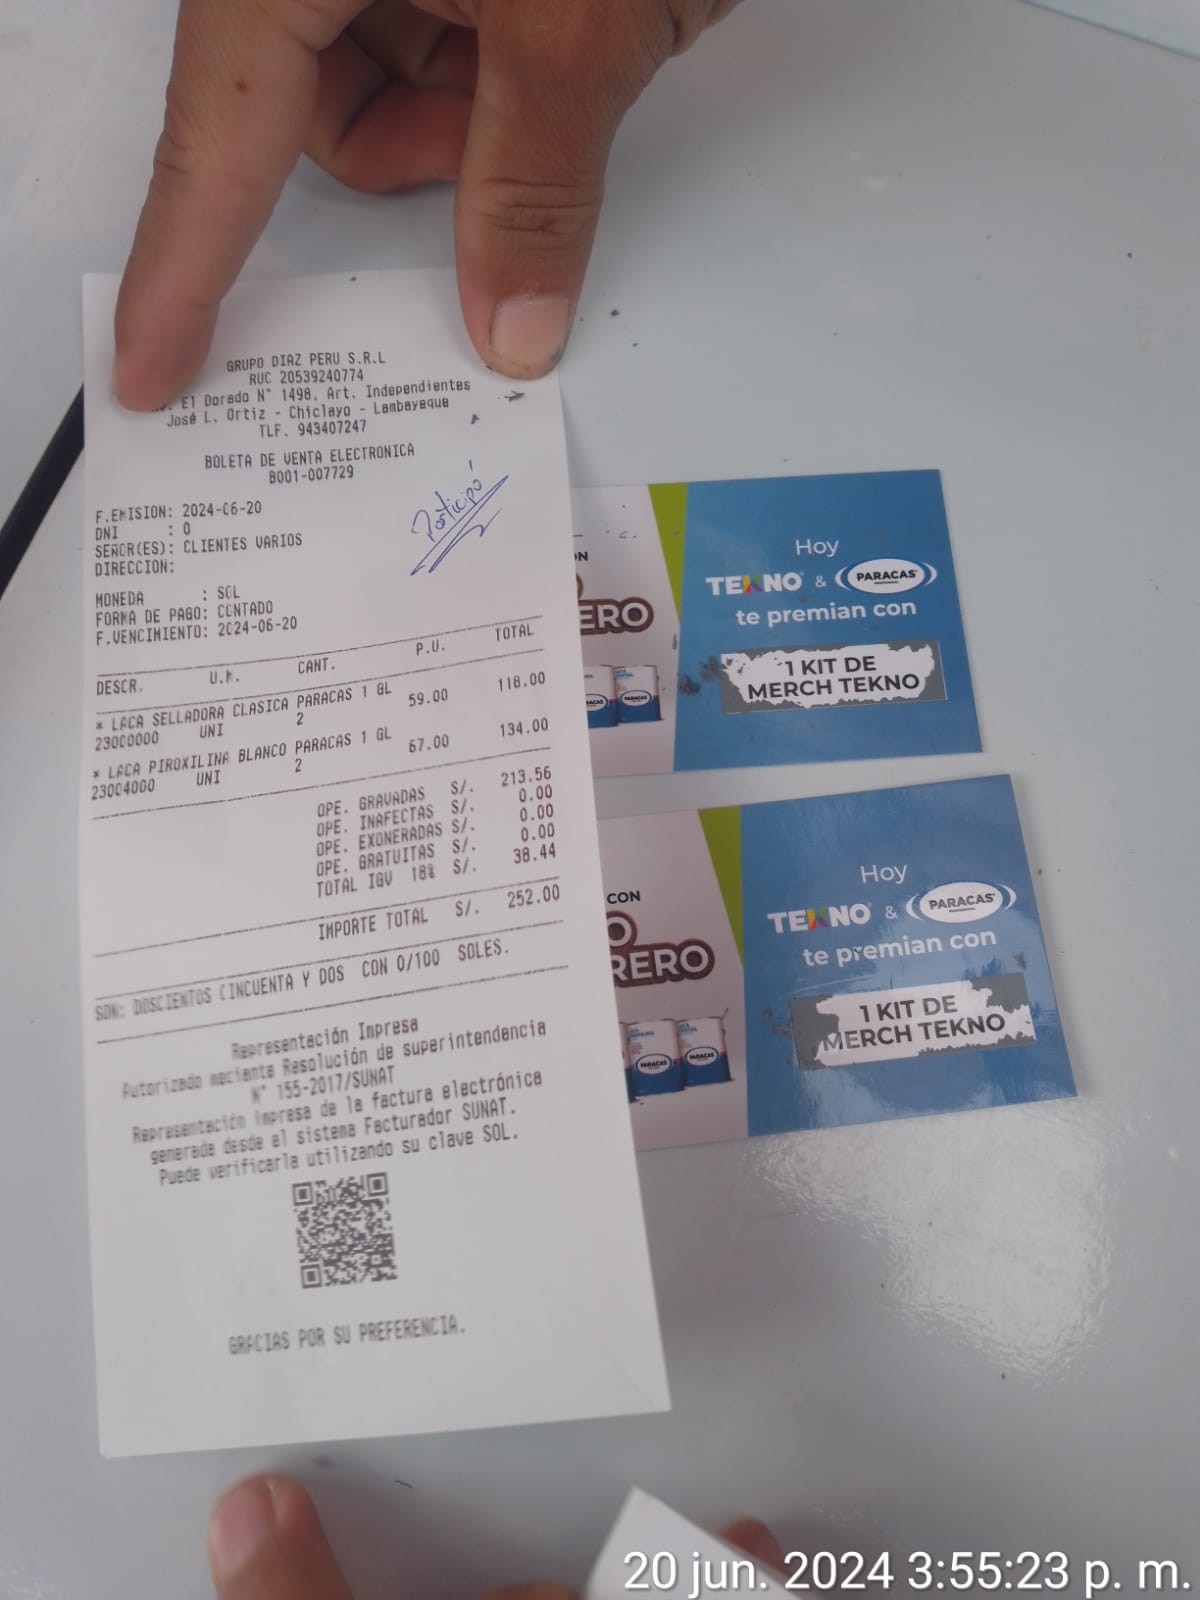 GRUPO DIAZ PERU S.R.L
RUC 20539240774
El Dorado N° 1498, Art. Independientes
José L. Ortiz - Chiclayo - Lambayeque
TLF. 943407247
BOLETA DE VENTA ELECTRONICA
B001-007729
Participó
F.EMISION: 2024-06-20
DNI : 0
SEÑOR(ES): CLIENTES VARIOS
DIRECCION:
MONEDA : SOL
FORMA DE PAGO: CONTADO
F.VENCIMIENTO: 2024-06-20
DESCR. U.M. CANT. P.U. TOTAL
* LACA SELLADORA CLASICA PARACAS 1 GL
23000000 UNI 2 59.00 118.00
* LACA PIROXILINA BLANCO PARACAS 1 GL
23004000 UNI 2 67.00 134.00
OPE. GRAVADAS S/. 213.56
OPE. INAFECTAS S/. 0.00
OPE. EXONERADAS S/. 0.00
OPE. GRATUITAS S/. 0.00
TOTAL IGV 18% S/. 38.44
IMPORTE TOTAL S/. 252.00
SON: DOSCIENTOS CINCUENTA Y DOS CON 0/100 SOLES.
Representación Impresa
Autorizado mediante Resolución de superintendencia
N° 155-2017/SUNAT
Representación impresa de la factura electrónica
generada desde el sistema Facturador SUNAT.
Puede verificarla utilizando su clave SOL.
GRACIAS POR SU PREFERENCIA.
ON
ERO
PARACAS
Hoy
TEKNO & PARACAS
PROFESIONAL
te premian con
1 KIT DE
MERCH TEKNO
CON
O
RERO
PARACAS
PARACAS
Hoy
TEKNO & PARACAS
PROFESIONAL
te premian con
1 KIT DE
MERCH TEKNO
20 jun. 2024 3:55:23 p. m.